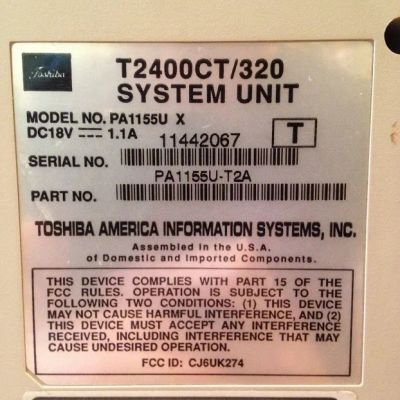 Toshiba
T2400CT/320
SYSTEM UNIT
MODEL NO. PA1155U X
DC18V ⎓ 1.1A
T
11442067
SERIAL NO.
PA1155U-T2A
PART NO.
TOSHIBA AMERICA INFORMATION SYSTEMS, INC.
Assembled in the U.S.A.
of Domestic and Imported Components.
THIS DEVICE COMPLIES WITH PART 15 OF THE
FCC RULES. OPERATION IS SUBJECT TO THE
FOLLOWING TWO CONDITIONS: (1) THIS DEVICE
MAY NOT CAUSE HARMFUL INTERFERENCE, AND (2)
THIS DEVICE MUST ACCEPT ANY INTERFERENCE
RECEIVED, INCLUDING INTERFERENCE THAT MAY
CAUSE UNDESIRED OPERATION.
FCC ID: CJ6UK274